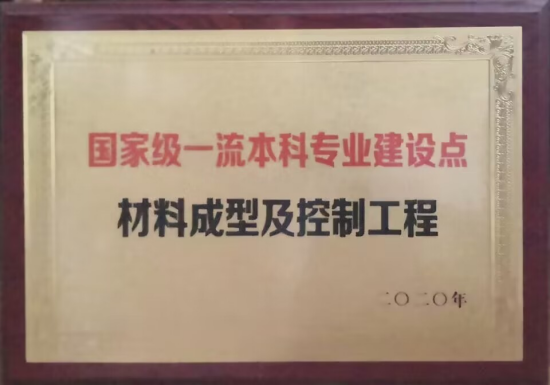 国家级一流本科专业建设点
材料成型及控制工程
二〇二〇年